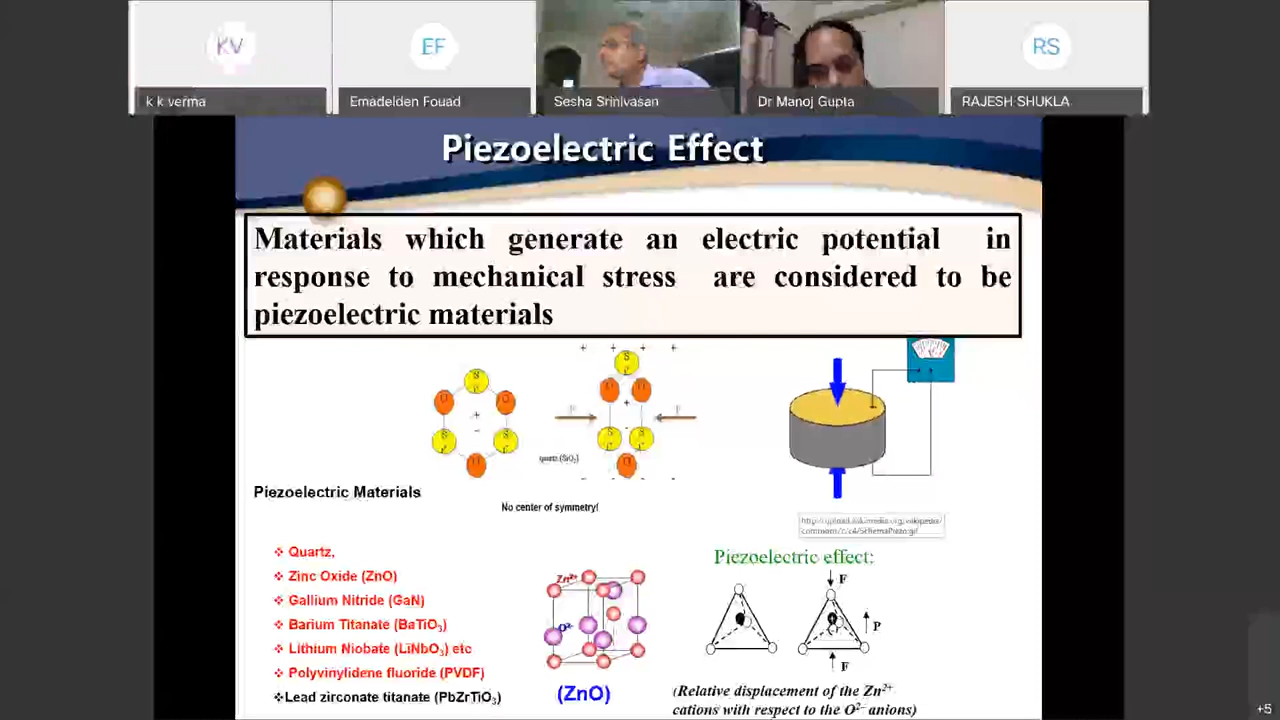 KV
EF
RS
k k verma
Emadelden Fouad
Sesha Srinivasan
Dr Manoj Gupta
RAJESH SHUKLA
Piezoelectric Effect
Materials which generate an electric potential in
response to mechanical stress are considered to be
piezoelectric materials
quartz (SiO₂)
Piezoelectric Materials
No center of symmetry!
❖ Quartz,
❖ Zinc Oxide (ZnO)
❖ Gallium Nitride (GaN)
❖ Barium Titanate (BaTiO₃)
❖ Lithium Niobate (LiNbO₃) etc
❖ Polyvinylidene fluoride (PVDF)
❖Lead zirconate titanate (PbZrTiO₃)
Zn²⁺
O²⁻
(ZnO)
Piezoelectric effect:
F
P
F
(Relative displacement of the Zn²⁺
cations with respect to the O²⁻ anions)
+5